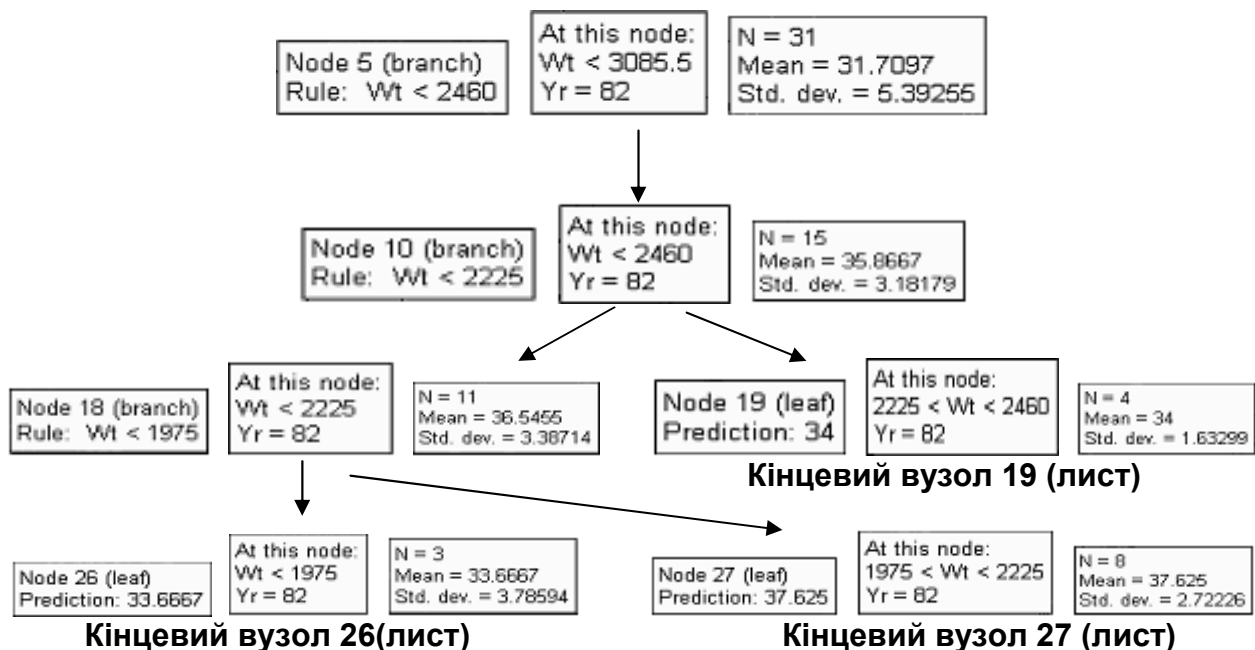 Node 5 (branch)
Rule: Wt < 2460
At this node:
Wt < 3085.5
Yr = 82
N = 31
Mean = 31.7097
Std. dev. = 5.39255
Node 10 (branch)
Rule: Wt < 2225
At this node:
Wt < 2460
Yr = 82
N = 15
Mean = 35.8667
Std. dev. = 3.18179
Node 18 (branch)
Rule: Wt < 1975
At this node:
Wt < 2225
Yr = 82
N = 11
Mean = 36.5455
Std. dev. = 3.38714
Node 19 (leaf)
Prediction: 34
At this node:
2225 < Wt < 2460
Yr = 82
N = 4
Mean = 34
Std. dev. = 1.63299
Кінцевий вузол 19 (лист)
Node 26 (leaf)
Prediction: 33.6667
At this node:
Wt < 1975
Yr = 82
N = 3
Mean = 33.6667
Std. dev. = 3.78594
Кінцевий вузол 26(лист)
Node 27 (leaf)
Prediction: 37.625
At this node:
1975 < Wt < 2225
Yr = 82
N = 8
Mean = 37.625
Std. dev. = 2.72226
Кінцевий вузол 27 (лист)